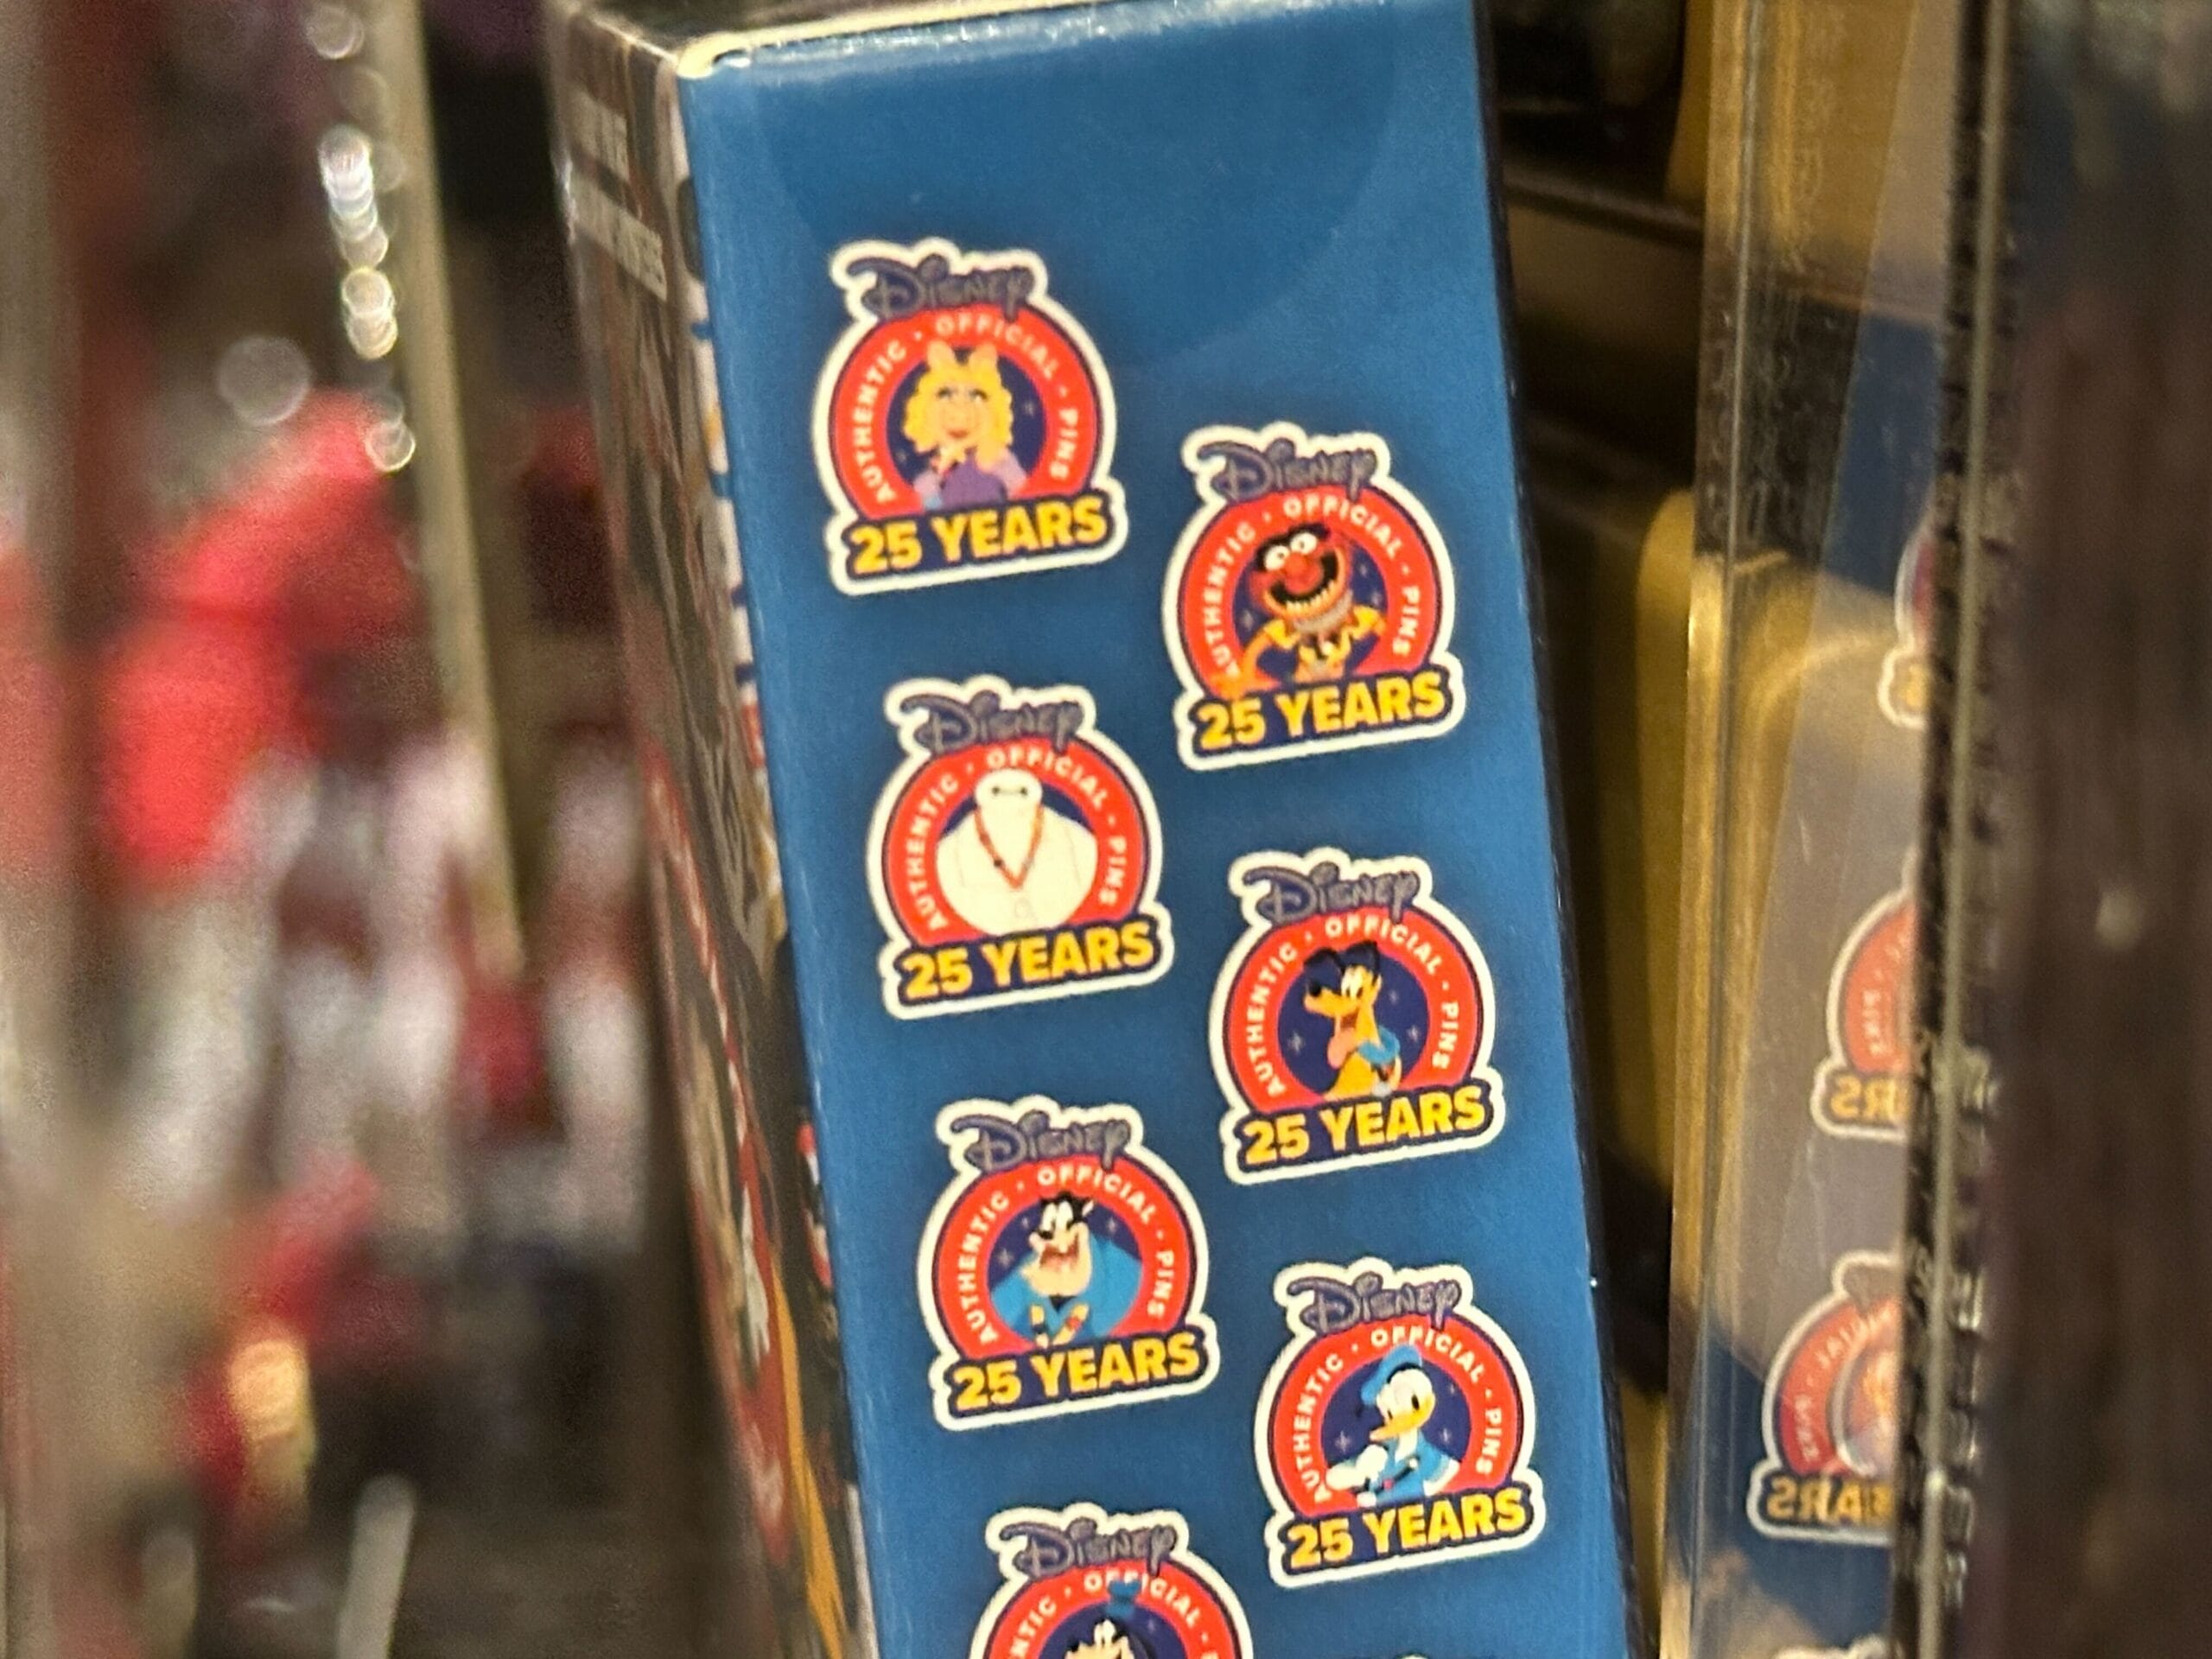 Disney
AUTHENTIC • OFFICIAL • PINS
25 YEARS
Disney
AUTHENTIC • OFFICIAL • PINS
25 YEARS
Disney
AUTHENTIC • OFFICIAL • PINS
25 YEARS
Disney
AUTHENTIC • OFFICIAL • PINS
25 YEARS
Disney
AUTHENTIC • OFFICIAL • PINS
25 YEARS
Disney
AUTHENTIC • OFFICIAL • PINS
25 YEARS
Disney
NTIC • OFFICIAL • P